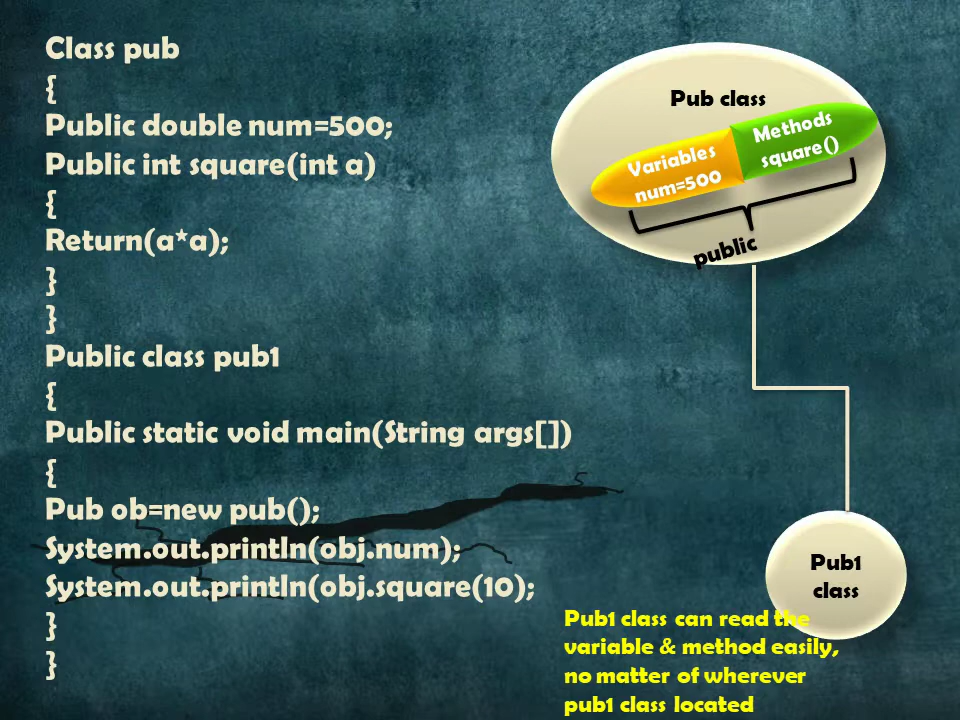 Class pub
{
Public double num=500;
Public int square(int a)
{
Return(a*a);
}
}
Public class pub1
{
Public static void main(String args[])
{
Pub ob=new pub();
System.out.println(obj.num);
System.out.println(obj.square(10);
}
}
Pub class
Variables
num=500
Methods
square()
public
Pub1
class
Pub1 class can read the
variable & method easily,
no matter of wherever
pub1 class located